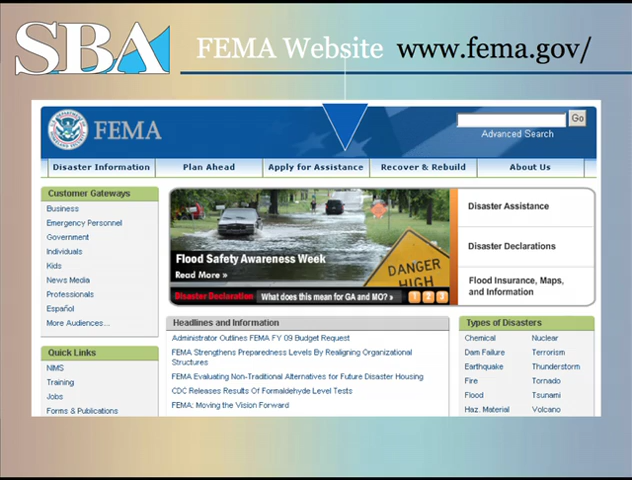 SBA FEMA Website www.fema.gov/
FEMA
Go
Advanced Search
Disaster Information Plan Ahead Apply for Assistance Recover & Rebuild About Us
Customer Gateways
Business
Emergency Personnel
Government
Individuals
Kids
News Media
Professionals
Español
More Audiences...
Quick Links
NIMS
Training
Jobs
Forms & Publications
Flood Safety Awareness Week
Read More »
DANGER
HIGH
Disaster Declaration What does this mean for GA and MO? » 1 2 3
Disaster Assistance
Disaster Declarations
Flood Insurance, Maps,
and Information
Headlines and Information
Administrator Outlines FEMA FY 09 Budget Request
FEMA Strengthens Preparedness Levels By Realigning Organizational
Structures
FEMA Evaluating Non-Traditional Alternatives for Future Disaster Housing
CDC Releases Results Of Formaldehyde Level Tests
FEMA: Moving the Vision Forward
Types of Disasters
Chemical Nuclear
Dam Failure Terrorism
Earthquake Thunderstorm
Fire Tornado
Flood Tsunami
Haz. Material Volcano